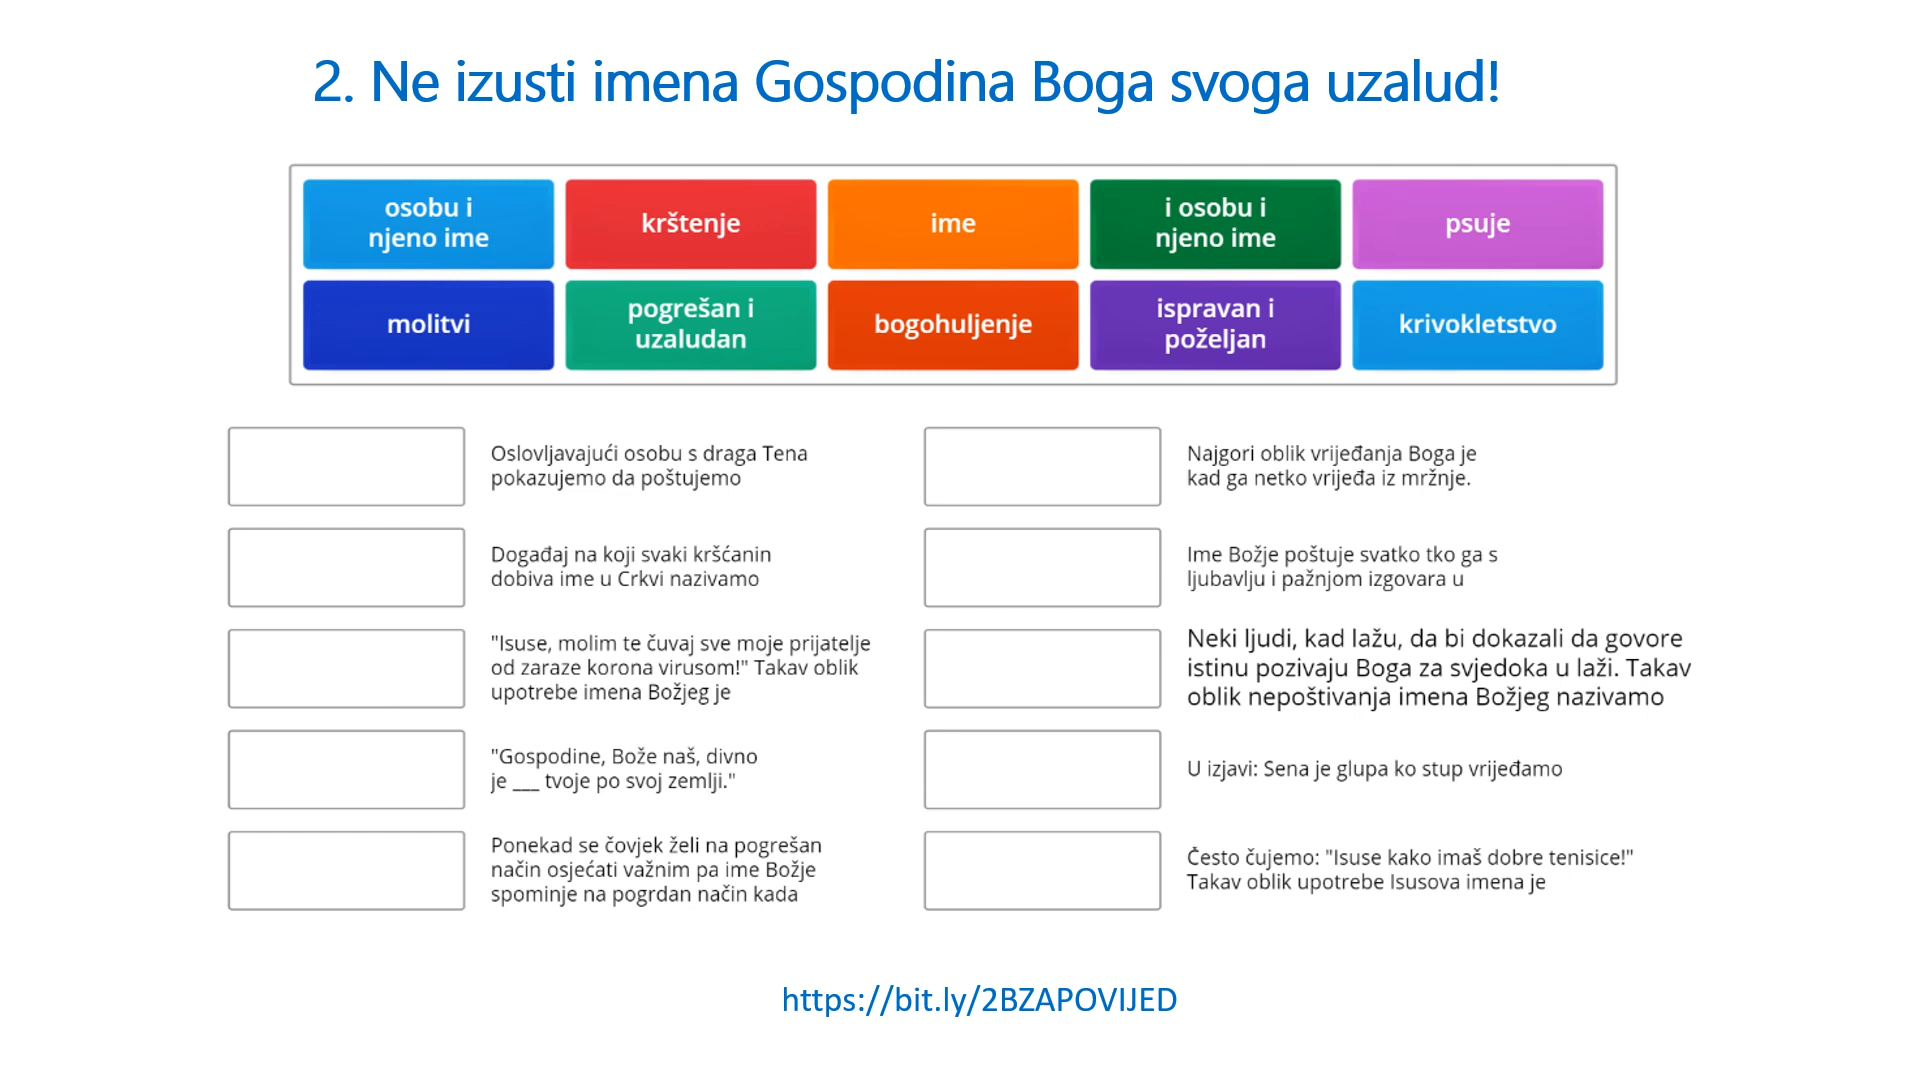 2. Ne izusti imena Gospodina Boga svoga uzalud!
osobu i
njeno ime
krštenje
ime
i osobu i
njeno ime
psuje
molitvi
pogrešan i
uzaludan
bogohuljenje
ispravan i
poželjan
krivokletstvo
Oslovljavajući osobu s draga Tena
pokazujemo da poštujemo
Događaj na koji svaki kršćanin
dobiva ime u Crkvi nazivamo
"Isuse, molim te čuvaj sve moje prijatelje
od zaraze korona virusom!" Takav oblik
upotrebe imena Božjeg je
"Gospodine, Bože naš, divno
je ___ tvoje po svoj zemlji."
Ponekad se čovjek želi na pogrešan
način osjećati važnim pa ime Božje
spominje na pogrdan način kada
Najgori oblik vrijeđanja Boga je
kad ga netko vrijeđa iz mržnje.
Ime Božje poštuje svatko tko ga s
ljubavlju i pažnjom izgovara u
Neki ljudi, kad lažu, da bi dokazali da govore
istinu pozivaju Boga za svjedoka u laži. Takav
oblik nepoštivanja imena Božjeg nazivamo
U izjavi: Sena je glupa ko stup vrijeđamo
Često čujemo: "Isuse kako imaš dobre tenisice!"
Takav oblik upotrebe Isusova imena je
https://bit.ly/2BZAPOVIJED